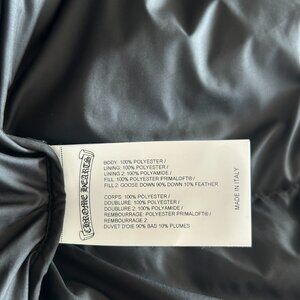 CHROME HEARTS
BODY: 100% POLYESTER /
LINING: 100% POLYESTER /
LINING 2: 100% POLYAMIDE /
FILL: 100% POLYESTER PRIMALOFT® /
FILL 2: GOOSE DOWN 90% DOWN 10% FEATHER
CORPS: 100% POLYESTER /
DOUBLURE: 100% POLYESTER /
DOUBLURE 2: 100% POLYAMIDE /
REMBOURRAGE: POLYESTER PRIMALOFT® /
REMBOURRAGE 2:
DUVET D'OIE 90% BAS 10% PLUMES
MADE IN ITALY